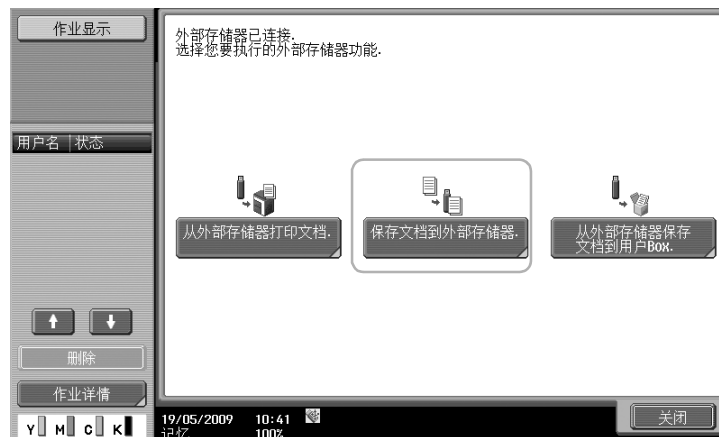 作业显示
外部存储器已连接.
选择您要执行的外部存储器功能.
用户名 状态
从外部存储器打印文档.
保存文档到外部存储器.
从外部存储器保存
文档到用户Box.
删除
作业详情
Y M C K
19/05/2009 10:41
记忆 100%
关闭